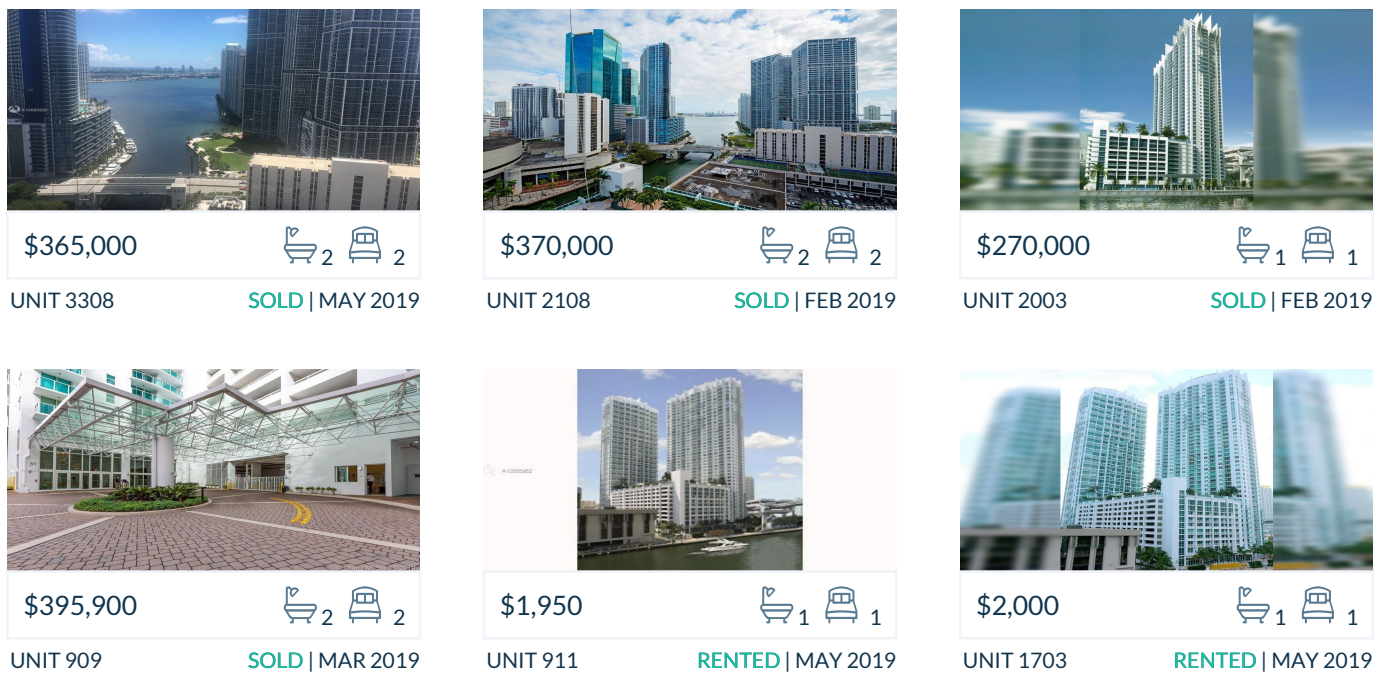 $365,000 2 2
UNIT 3308 SOLD | MAY 2019
$370,000 2 2
UNIT 2108 SOLD | FEB 2019
$270,000 1 1
UNIT 2003 SOLD | FEB 2019
$395,900 2 2
UNIT 909 SOLD | MAR 2019
$1,950 1 1
UNIT 911 RENTED | MAY 2019
$2,000 1 1
UNIT 1703 RENTED | MAY 2019